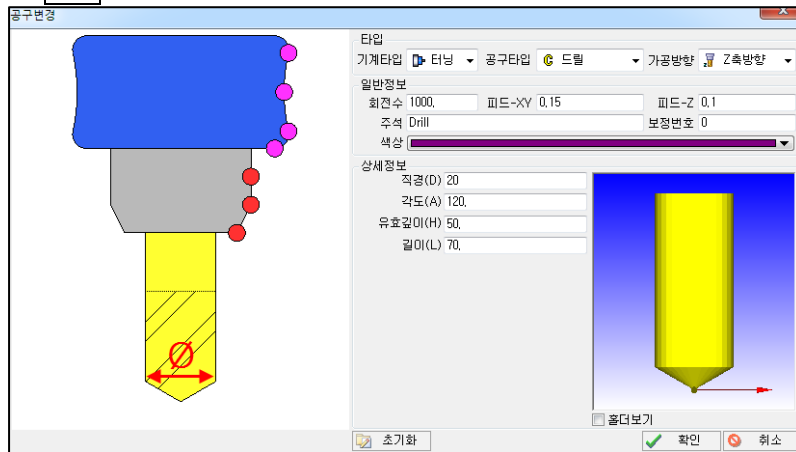 공구변경
타입
기계타입 터닝 공구타입 드릴 가공방향 Z축방향
일반정보
회전수 1000, 피드-XY 0,15 피드-Z 0,1
주석 Drill 보정번호 0
색상
상세정보
직경(D) 20
각도(A) 120,
유효깊이(H) 50,
길이(L) 70,
Ø
홀더보기
초기화 확인 취소